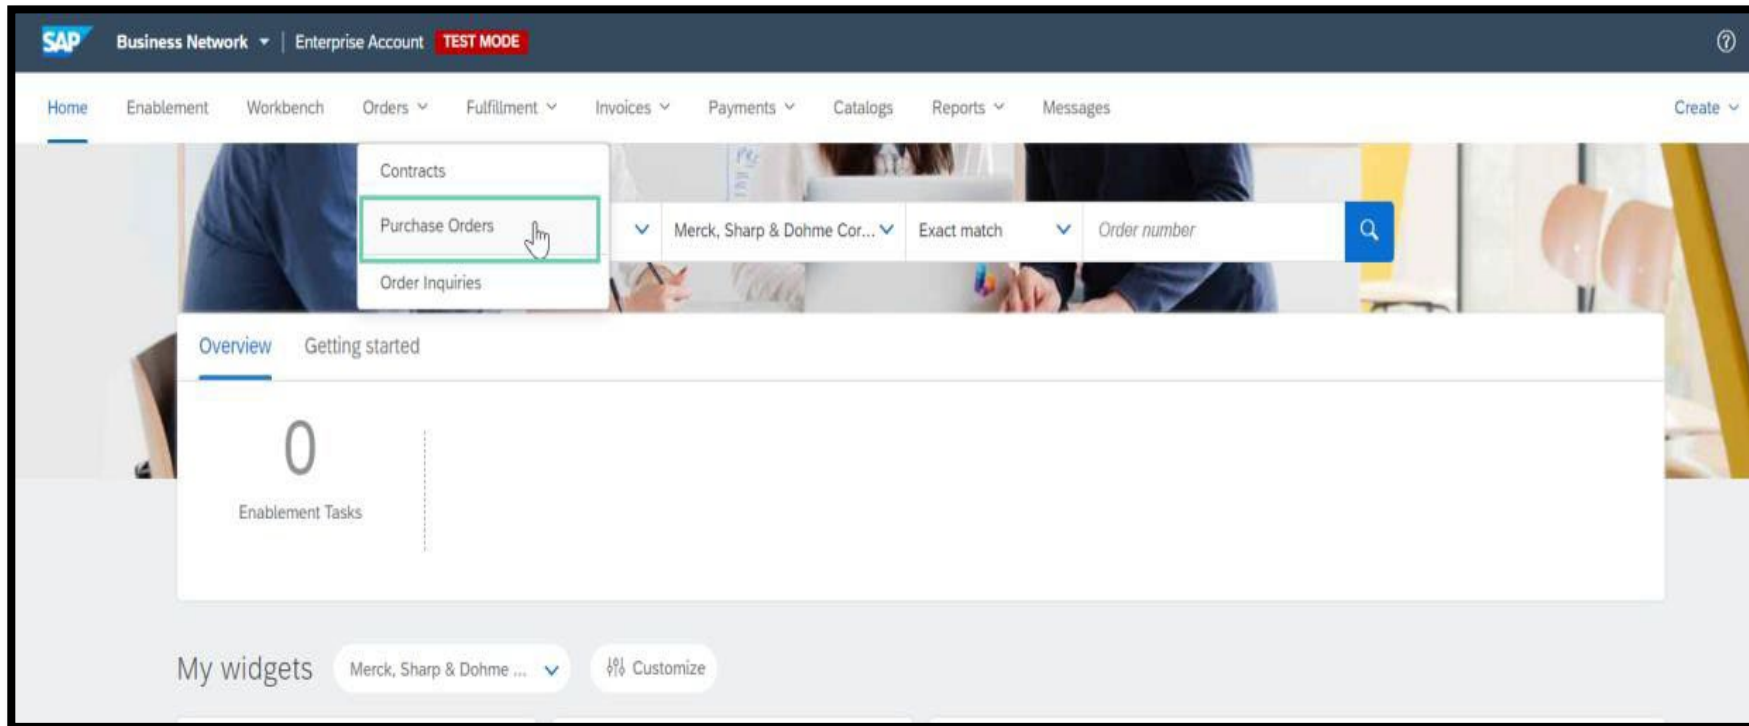 SAP Business Network | Enterprise Account TEST MODE
Home Enablement Workbench Orders Fulfillment Invoices Payments Catalogs Reports Messages Create
Contracts
Purchase Orders
Order Inquiries
Merck, Sharp & Dohme Cor... Exact match Order number
Overview Getting started
0
Enablement Tasks
My widgets Merck, Sharp & Dohme ... Customize